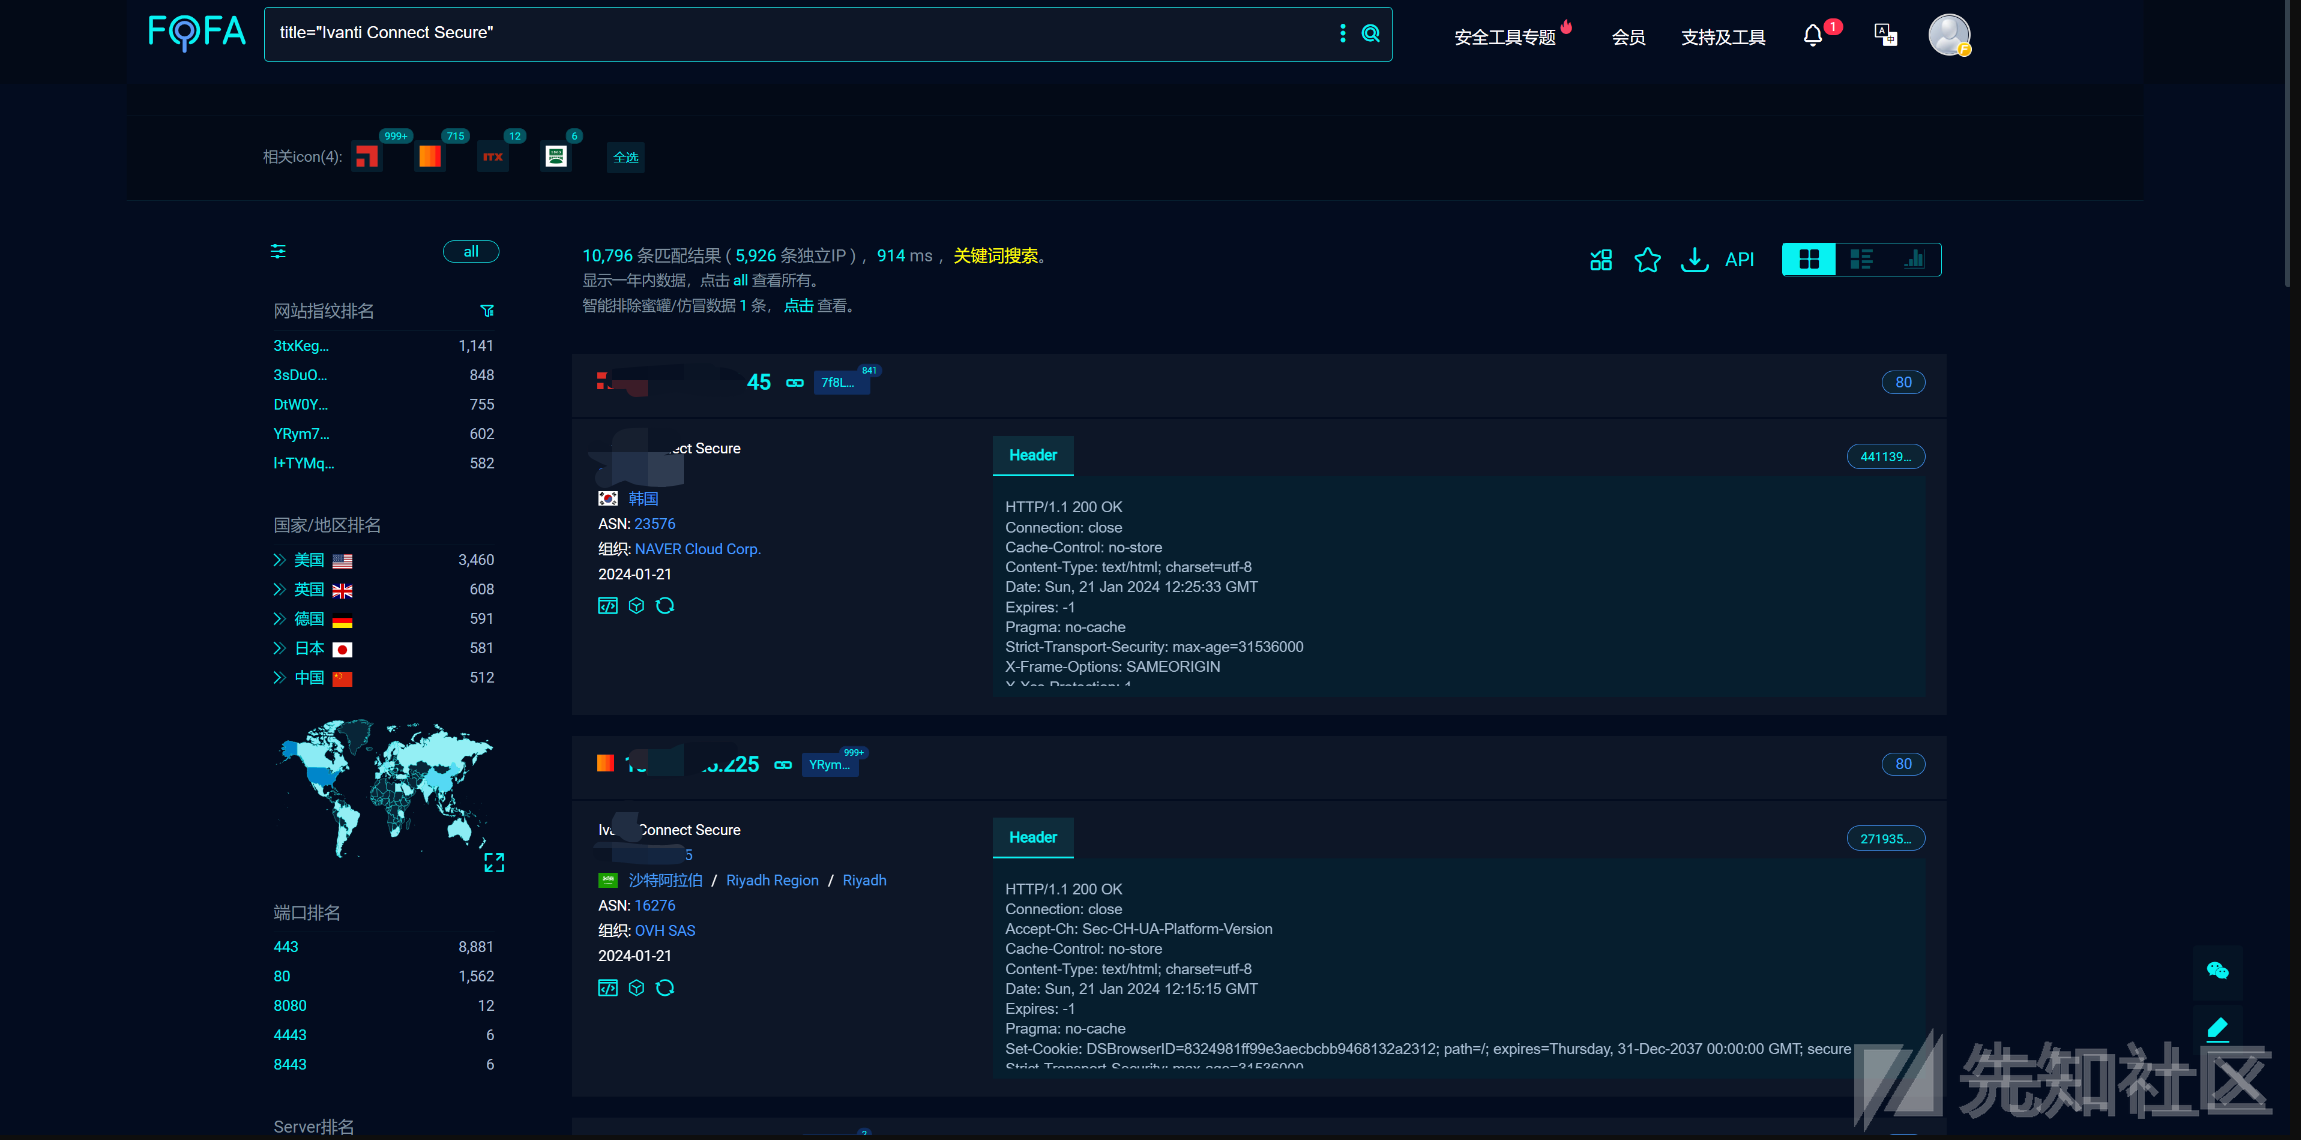 FOFA
title="Ivanti Connect Secure"
安全工具专题
会员
支持及工具
1
相关icon(4):
999+
715
ITX
12
6
全选
all
10,796 条匹配结果 ( 5,926 条独立IP ) ，914 ms ，关键词搜索。
显示一年内数据，点击 all 查看所有。
智能排除蜜罐/仿冒数据 1 条， 点击 查看。
API
网站指纹排名
3txKeg... 1,141
3sDuO... 848
DtW0Y... 755
YRym7... 602
l+TYMq... 582
国家/地区排名
美国 3,460
英国 608
德国 591
日本 581
中国 512
端口排名
443 8,881
80 1,562
8080 12
4443 6
8443 6
Server排名
45 7f8L... 841
80
ect Secure
韩国
ASN: 23576
组织: NAVER Cloud Corp.
2024-01-21
Header
441139...
HTTP/1.1 200 OK
Connection: close
Cache-Control: no-store
Content-Type: text/html; charset=utf-8
Date: Sun, 21 Jan 2024 12:25:33 GMT
Expires: -1
Pragma: no-cache
Strict-Transport-Security: max-age=31536000
X-Frame-Options: SAMEORIGIN
.225 YRym... 999+
80
Connect Secure
5
沙特阿拉伯 / Riyadh Region / Riyadh
ASN: 16276
组织: OVH SAS
2024-01-21
Header
271935...
HTTP/1.1 200 OK
Connection: close
Accept-Ch: Sec-CH-UA-Platform-Version
Cache-Control: no-store
Content-Type: text/html; charset=utf-8
Date: Sun, 21 Jan 2024 12:15:15 GMT
Expires: -1
Pragma: no-cache
Set-Cookie: DSBrowserID=8324981ff99e3aecbcbb9468132a2312; path=/; expires=Thursday, 31-Dec-2037 00:00:00 GMT; secure
Strict-Transport-Security: max-age=31536000
先知社区